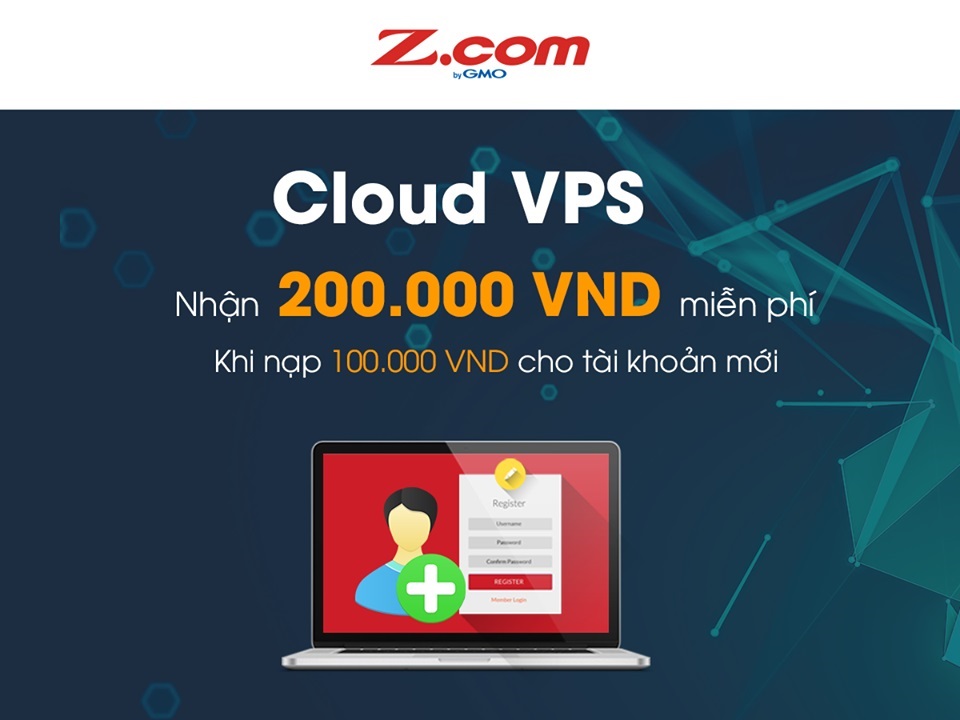 Z.com
by GMO
Cloud VPS
Nhận 200.000 VND miễn phí
Khi nạp 100.000 VND cho tài khoản mới
Register
Username
Password
Confirm Password
REGISTER
Member Login